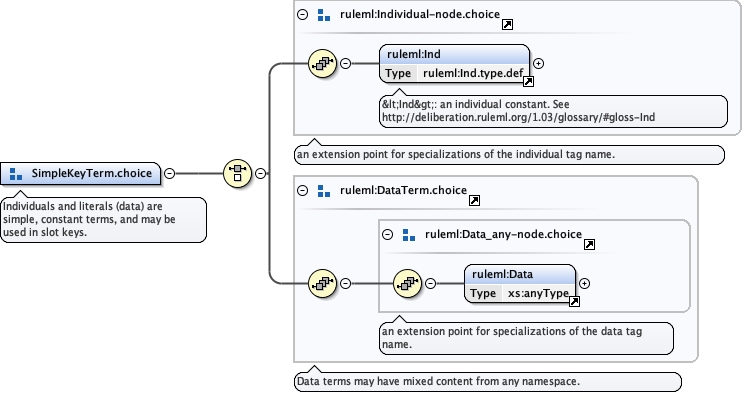 ruleml:Individual-node.choice
ruleml:Ind
Type ruleml:Ind.type.def
&lt;Ind&gt;: an individual constant. See
http://deliberation.ruleml.org/1.03/glossary/#gloss-Ind
an extension point for specializations of the individual tag name.
SimpleKeyTerm.choice
Individuals and literals (data) are
simple, constant terms, and may be
used in slot keys.
ruleml:DataTerm.choice
ruleml:Data_any-node.choice
ruleml:Data
Type xs:anyType
an extension point for specializations of the data tag
name.
Data terms may have mixed content from any namespace.